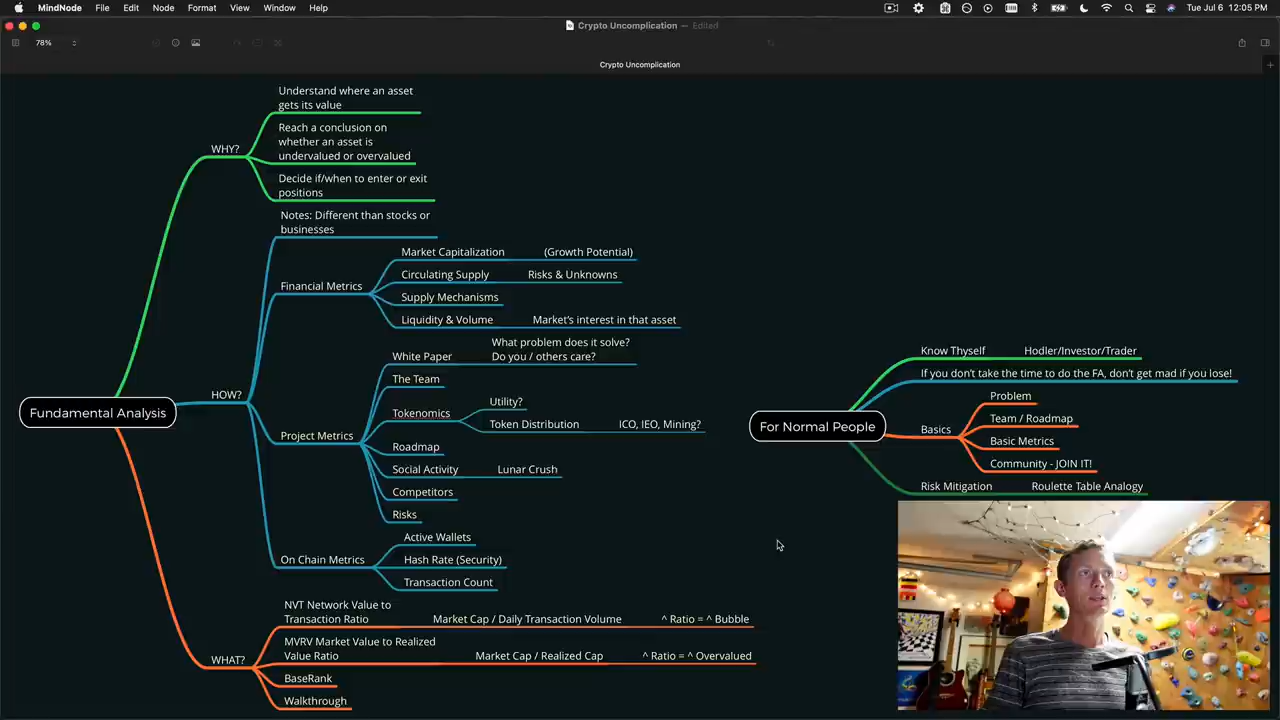 MindNode File Edit Node Format View Window Help
Tue Jul 6 12:05 PM
Crypto Uncomplication — Edited
78%
Crypto Uncomplication
Fundamental Analysis
WHY?
Understand where an asset
gets its value
Reach a conclusion on
whether an asset is
undervalued or overvalued
Decide if/when to enter or exit
positions
HOW?
Notes: Different than stocks or
businesses
Financial Metrics
Market Capitalization (Growth Potential)
Circulating Supply Risks & Unknowns
Supply Mechanisms
Liquidity & Volume Market's interest in that asset
Project Metrics
White Paper
What problem does it solve?
Do you / others care?
The Team
Tokenomics
Utility?
Token Distribution ICO, IEO, Mining?
Roadmap
Social Activity Lunar Crush
Competitors
Risks
On Chain Metrics
Active Wallets
Hash Rate (Security)
Transaction Count
WHAT?
NVT Network Value to
Transaction Ratio
Market Cap / Daily Transaction Volume ^ Ratio = ^ Bubble
MVRV Market Value to Realized
Value Ratio
Market Cap / Realized Cap ^ Ratio = ^ Overvalued
BaseRank
Walkthrough
For Normal People
Know Thyself Hodler/Investor/Trader
If you don't take the time to do the FA, don't get mad if you lose!
Basics
Problem
Team / Roadmap
Basic Metrics
Community - JOIN IT!
Risk Mitigation Roulette Table Analogy